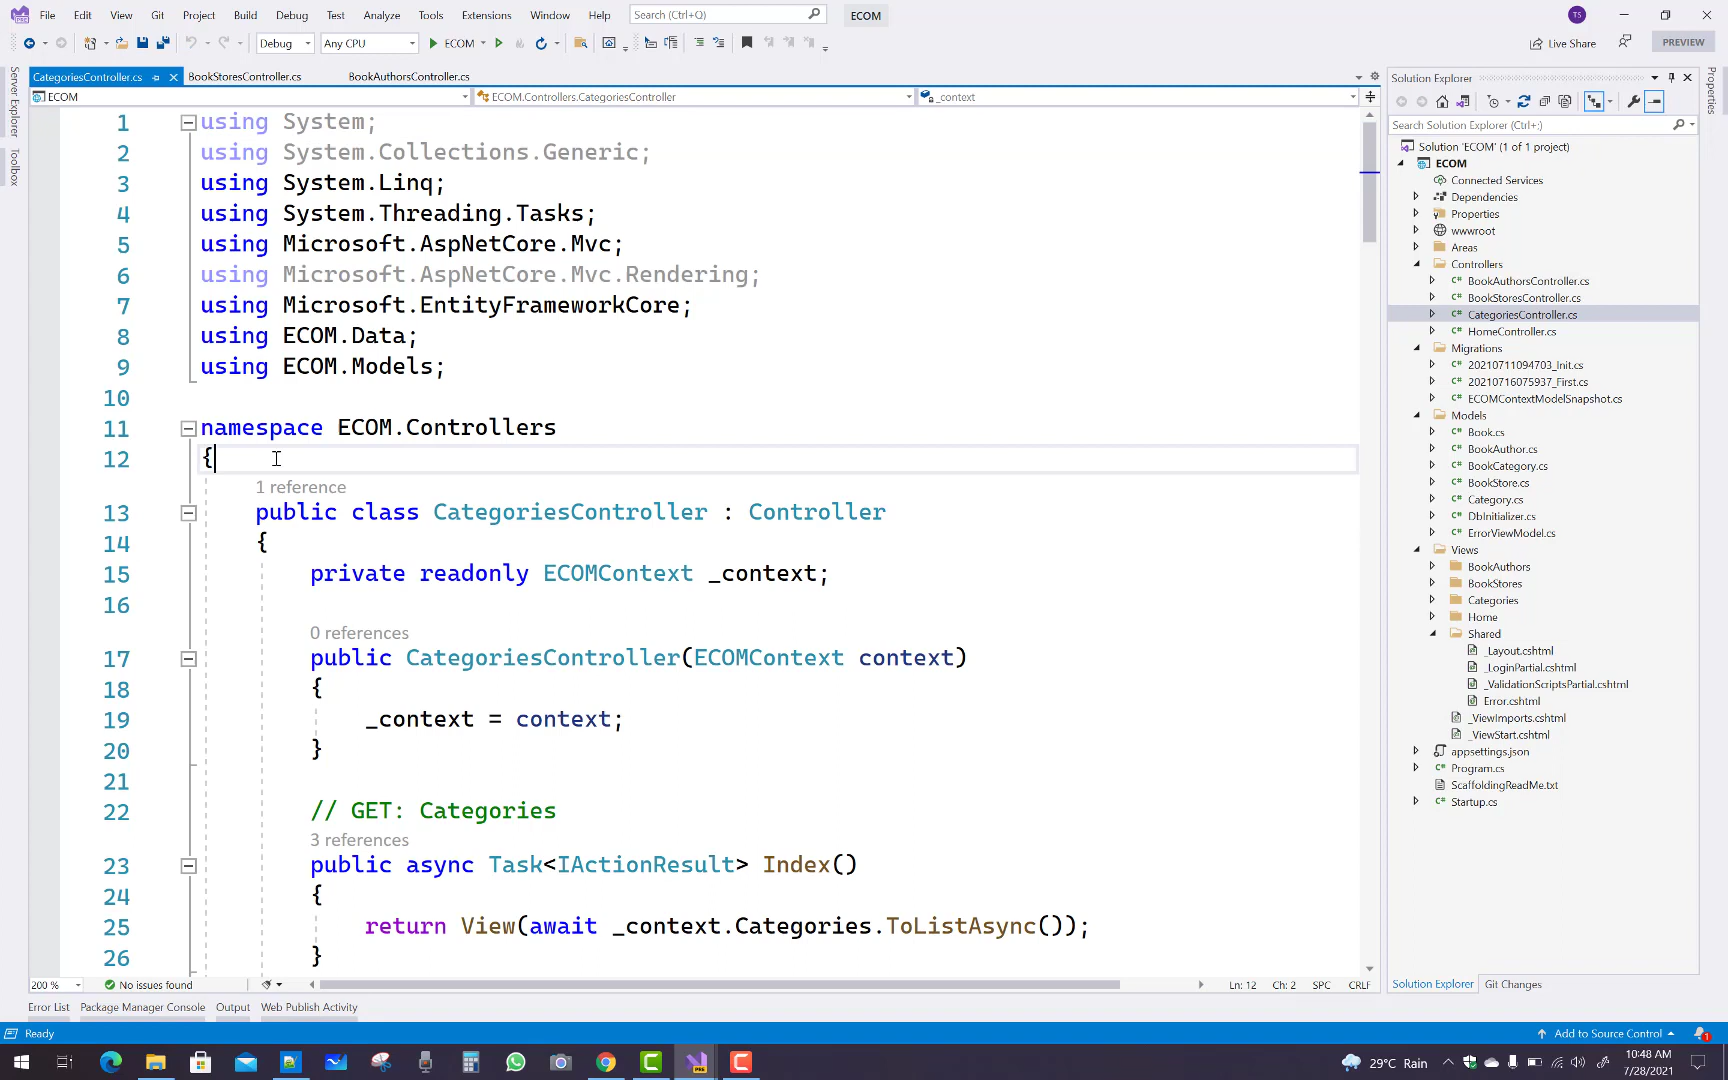 File Edit View Git Project Build Debug Test Analyze Tools Extensions Window Help Search (Ctrl+Q) ECOM TS
Debug Any CPU ECOM Live Share PREVIEW
Server Explorer
Toolbox
CategoriesController.cs BookStoresController.cs BookAuthorsController.cs
ECOM ECOM.Controllers.CategoriesController _context
1 using System;
2 using System.Collections.Generic;
3 using System.Linq;
4 using System.Threading.Tasks;
5 using Microsoft.AspNetCore.Mvc;
6 using Microsoft.AspNetCore.Mvc.Rendering;
7 using Microsoft.EntityFrameworkCore;
8 using ECOM.Data;
9 using ECOM.Models;
10
11 namespace ECOM.Controllers
12 {
1 reference
13 public class CategoriesController : Controller
14 {
15 private readonly ECOMContext _context;
16
0 references
17 public CategoriesController(ECOMContext context)
18 {
19 _context = context;
20 }
21
22 // GET: Categories
3 references
23 public async Task<IActionResult> Index()
24 {
25 return View(await _context.Categories.ToListAsync());
26 }
200 % No issues found Ln: 12 Ch: 2 SPC CRLF
Error List Package Manager Console Output Web Publish Activity
Solution Explorer
Search Solution Explorer (Ctrl+;)
Solution 'ECOM' (1 of 1 project)
ECOM
Connected Services
Dependencies
Properties
wwwroot
Areas
Controllers
BookAuthorsController.cs
BookStoresController.cs
CategoriesController.cs
HomeController.cs
Migrations
20210711094703_Init.cs
20210716075937_First.cs
ECOMContextModelSnapshot.cs
Models
Book.cs
BookAuthor.cs
BookCategory.cs
BookStore.cs
Category.cs
DbInitializer.cs
ErrorViewModel.cs
Views
BookAuthors
BookStores
Categories
Home
Shared
_Layout.cshtml
_LoginPartial.cshtml
_ValidationScriptsPartial.cshtml
Error.cshtml
_ViewImports.cshtml
_ViewStart.cshtml
appsettings.json
Program.cs
ScaffoldingReadMe.txt
Startup.cs
Solution Explorer Git Changes
Properties
Ready Add to Source Control 1
29°C Rain 10:48 AM
7/28/2021